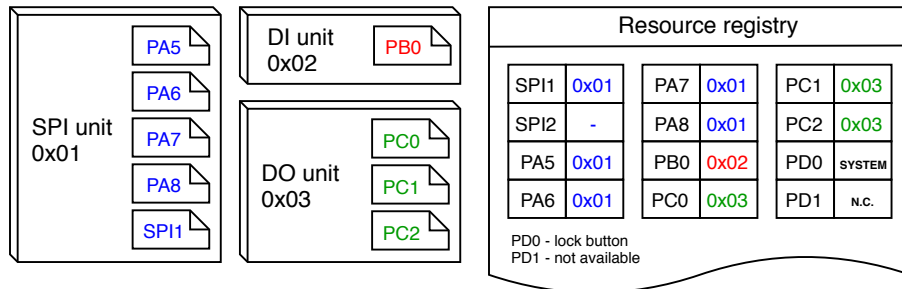 SPI unit
0x01
PA5
PA6
PA7
PA8
SPI1
DI unit
0x02
PB0
DO unit
0x03
PC0
PC1
PC2
Resource registry
SPI1 0x01
SPI2 -
PA5 0x01
PA6 0x01
PA7 0x01
PA8 0x01
PB0 0x02
PC0 0x03
PC1 0x03
PC2 0x03
PD0 SYSTEM
PD1 N.C.
PD0 - lock button
PD1 - not available